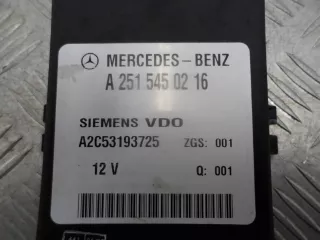 MERCEDES-BENZ
A 251 545 02 16
SIEMENS VDO
A2C53193725 ZGS: 001
12 V Q: 001